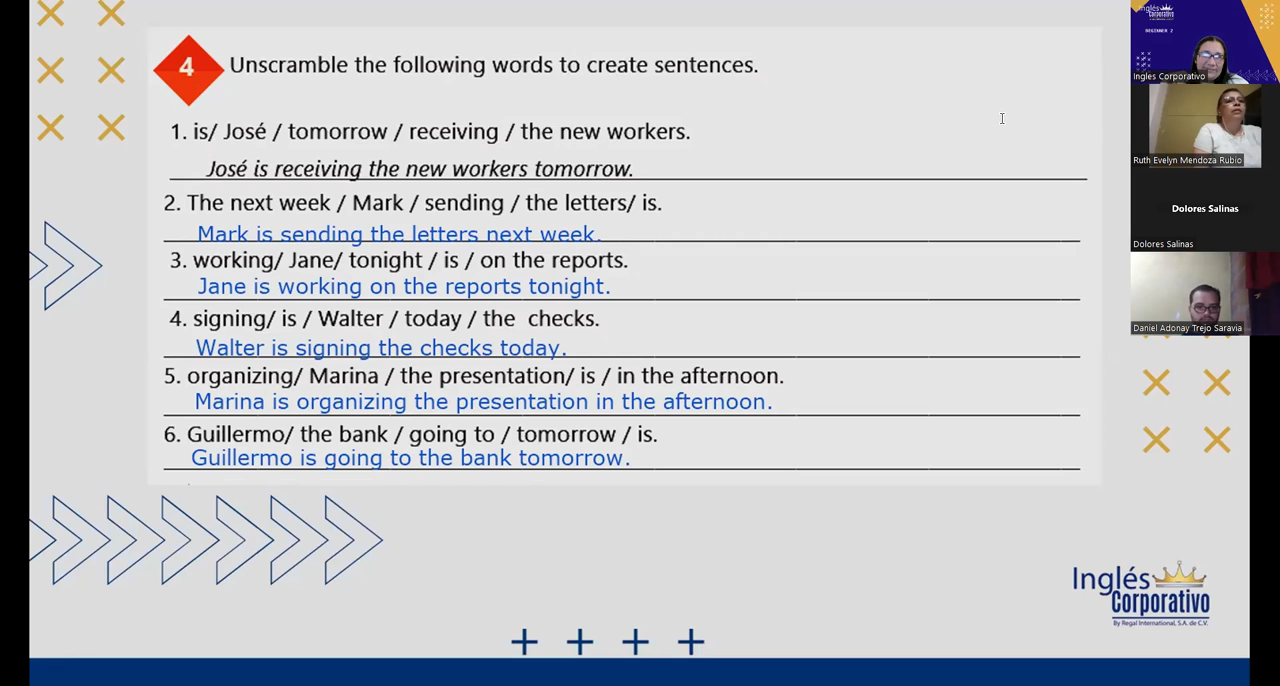 4 Unscramble the following words to create sentences.
1. is/ José / tomorrow / receiving / the new workers.
José is receiving the new workers tomorrow.
2. The next week / Mark / sending / the letters/ is.
Mark is sending the letters next week.
3. working/ Jane/ tonight / is / on the reports.
Jane is working on the reports tonight.
4. signing/ is / Walter / today / the checks.
Walter is signing the checks today.
5. organizing/ Marina / the presentation/ is / in the afternoon.
Marina is organizing the presentation in the afternoon.
6. Guillermo/ the bank / going to / tomorrow / is.
Guillermo is going to the bank tomorrow.
Inglés
Corporativo
By Regal International, S.A. de C.V.
Inglés
Corporativo
BEGINNER 2
Ingles Corporativo
Ruth Evelyn Mendoza Rubio
Dolores Salinas
Dolores Salinas
Daniel Adonay Trejo Saravia